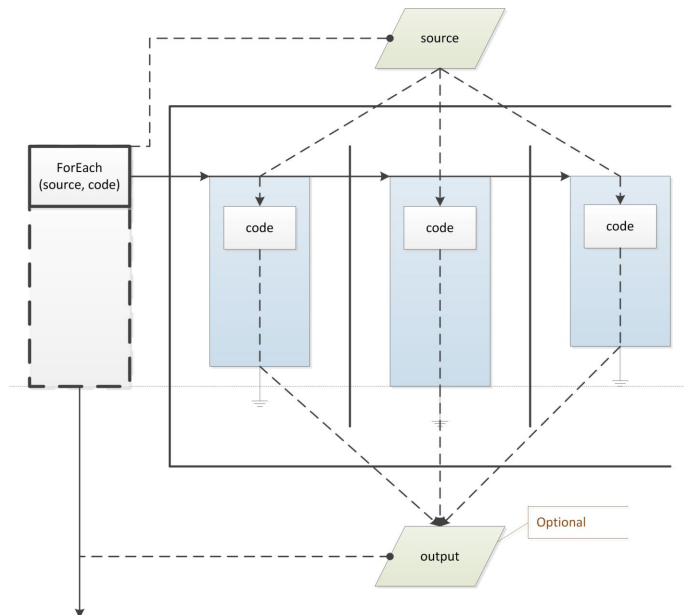 source
ForEach
(source, code)
code
code
code
Optional
output